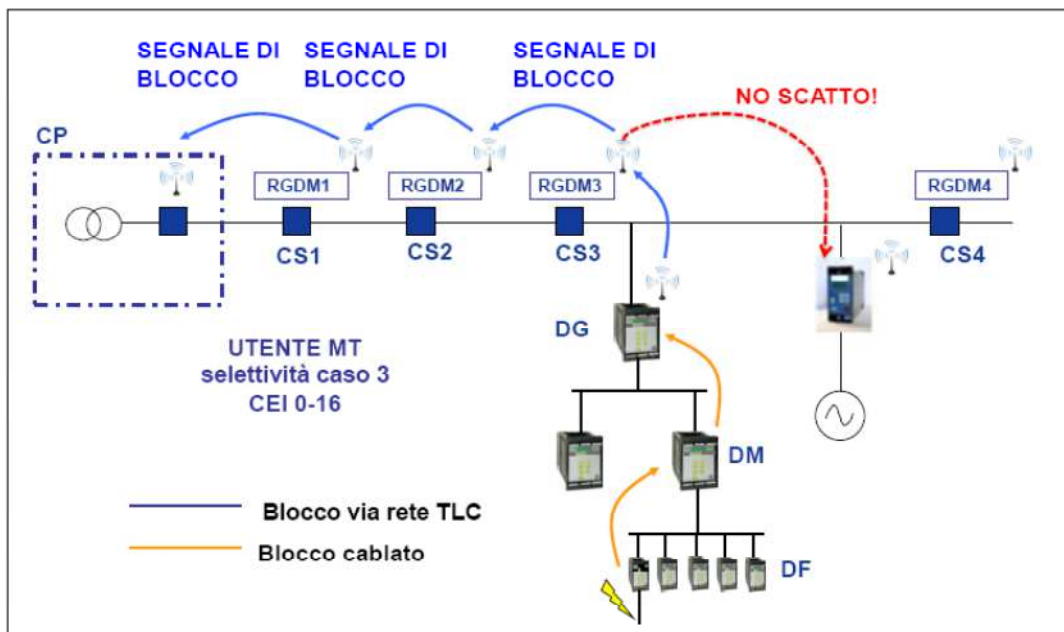 SEGNALE DI
BLOCCO
SEGNALE DI
BLOCCO
SEGNALE DI
BLOCCO
NO SCATTO!
CP
RGDM1
RGDM2
RGDM3
RGDM4
CS1
CS2
CS3
CS4
DG
UTENTE MT
selettività caso 3
CEI 0-16
DM
Blocco via rete TLC
Blocco cablato
DF